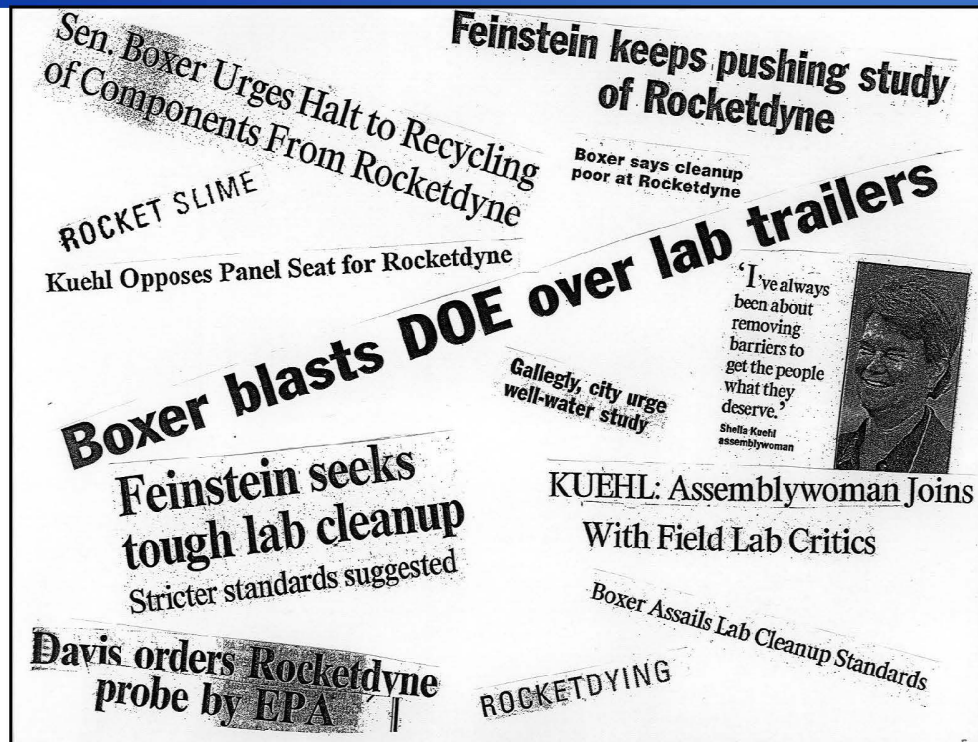 Sen. Boxer Urges Halt to Recycling
of Components From Rocketdyne
Feinstein keeps pushing study
of Rocketdyne
Boxer says cleanup
poor at Rocketdyne
ROCKET SLIME
Kuehl Opposes Panel Seat for Rocketdyne
Boxer blasts DOE over lab trailers
'I've always
been about
removing
barriers to
get the people
what they
deserve.'
Sheila Kuehl
assemblywoman
Gallegly, city urge
well-water study
Feinstein seeks
tough lab cleanup
Stricter standards suggested
KUEHL: Assemblywoman Joins
With Field Lab Critics
Boxer Assails Lab Cleanup Standards
Davis orders Rocketdyne
probe by EPA
ROCKETDYING